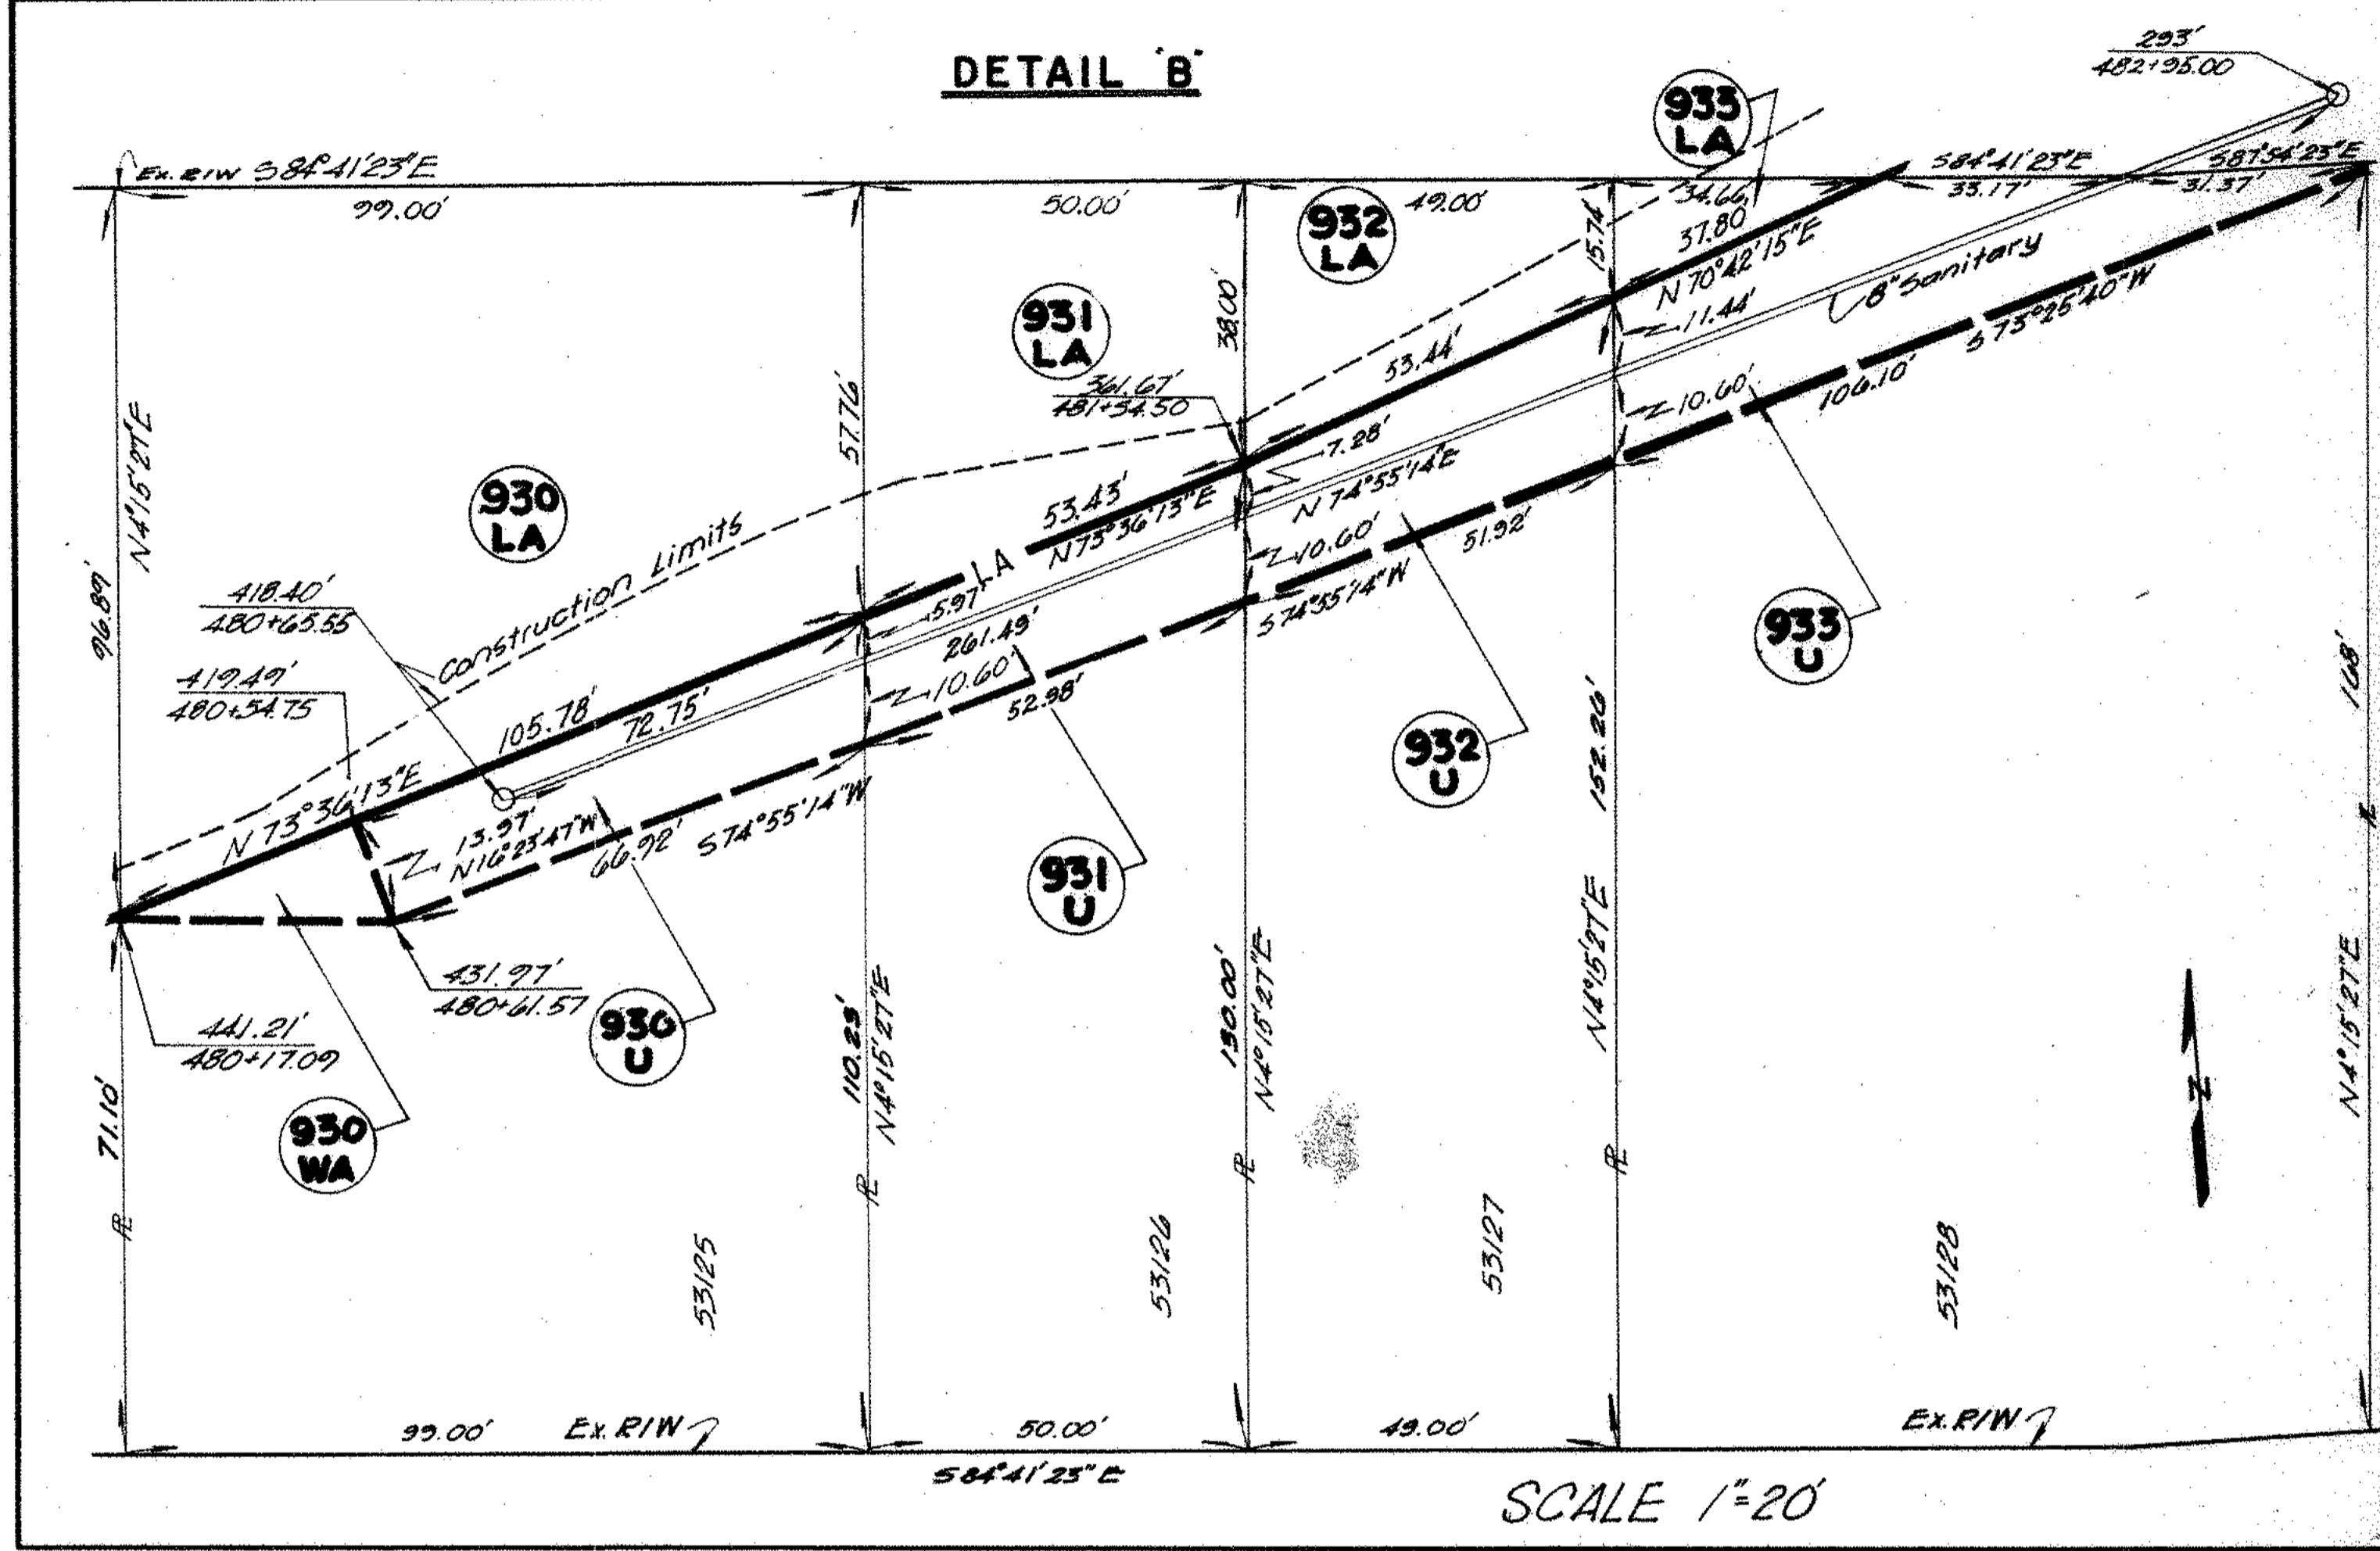 DETAIL "B"
293'
482+95.00
933
LA
Ex. R/W S84°41'23"E
99.00'
50.00'
932
LA
49.00'
34.66'
S84°41'23"E
33.17'
S87°54'23"E
31.37'
15.74
37.80'
N70°42'15"E
8" Sanitary
S73°25'40"W
931
LA
38.00'
11.44'
53.44'
361.67'
481+54.50
57.76'
10.60'
106.10'
N4°15'27"E
96.89'
930
LA
Construction Limits
53.43'
N73°36'13"E
LA
7.28'
N74°55'14"E
10.60'
51.92'
S74°55'14"W
418.40'
480+65.55
419.49'
480+54.75
105.78'
72.75'
5.97'
261.49'
10.60'
52.98'
933
U
168'
N73°36'13"E
13.97'
N16°23'47"W
66.92'
S74°55'14"W
932
U
152.26'
931
U
431.97'
480+61.57
441.21'
480+17.09
930
U
930
WA
71.10'
110.23'
N4°15'27"E
130.00'
N4°15'27"E
N4°15'27"E
N4°15'27"E
PL
PL
PL
PL
PL
N
53125
53126
53127
53128
99.00'
Ex. R/W
50.00'
49.00'
Ex. R/W
S84°41'23"E
SCALE 1"=20'